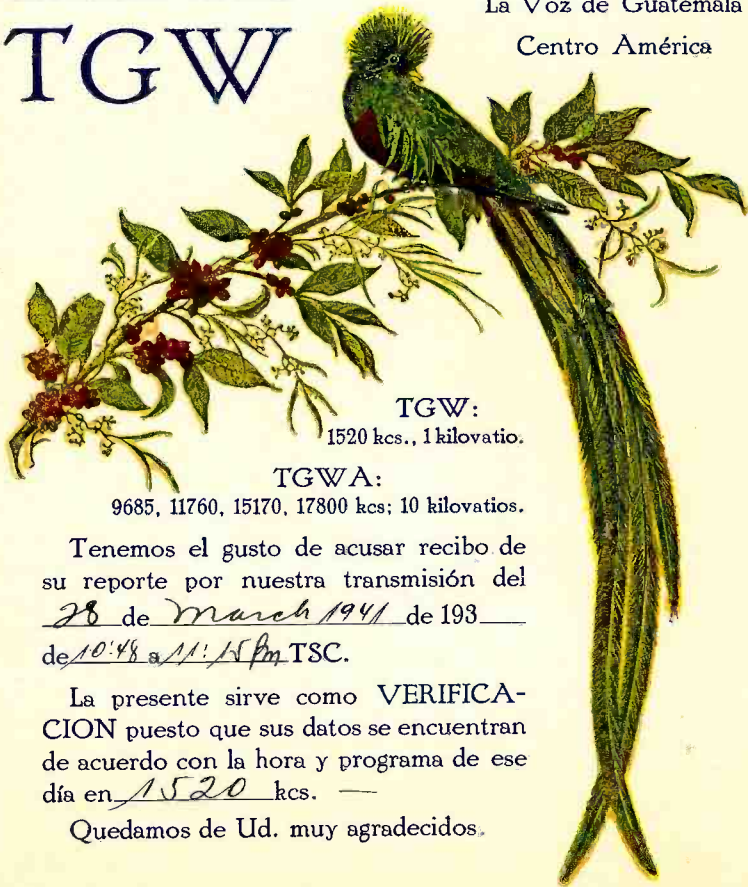 La Voz de Guatemala
TGW
Centro América
TGW:
1520 kcs., 1 kilovatio.
TGWA:
9685, 11760, 15170, 17800 kcs; 10 kilovatios.
Tenemos el gusto de acusar recibo de
su reporte por nuestra transmisión del
28 de March 1941 de 193
de 10:48 a 11:15 Pm TSC.
La presente sirve como VERIFICA-
CION puesto que sus datos se encuentran
de acuerdo con la hora y programa de ese
día en 1520 kcs. —
Quedamos de Ud. muy agradecidos.